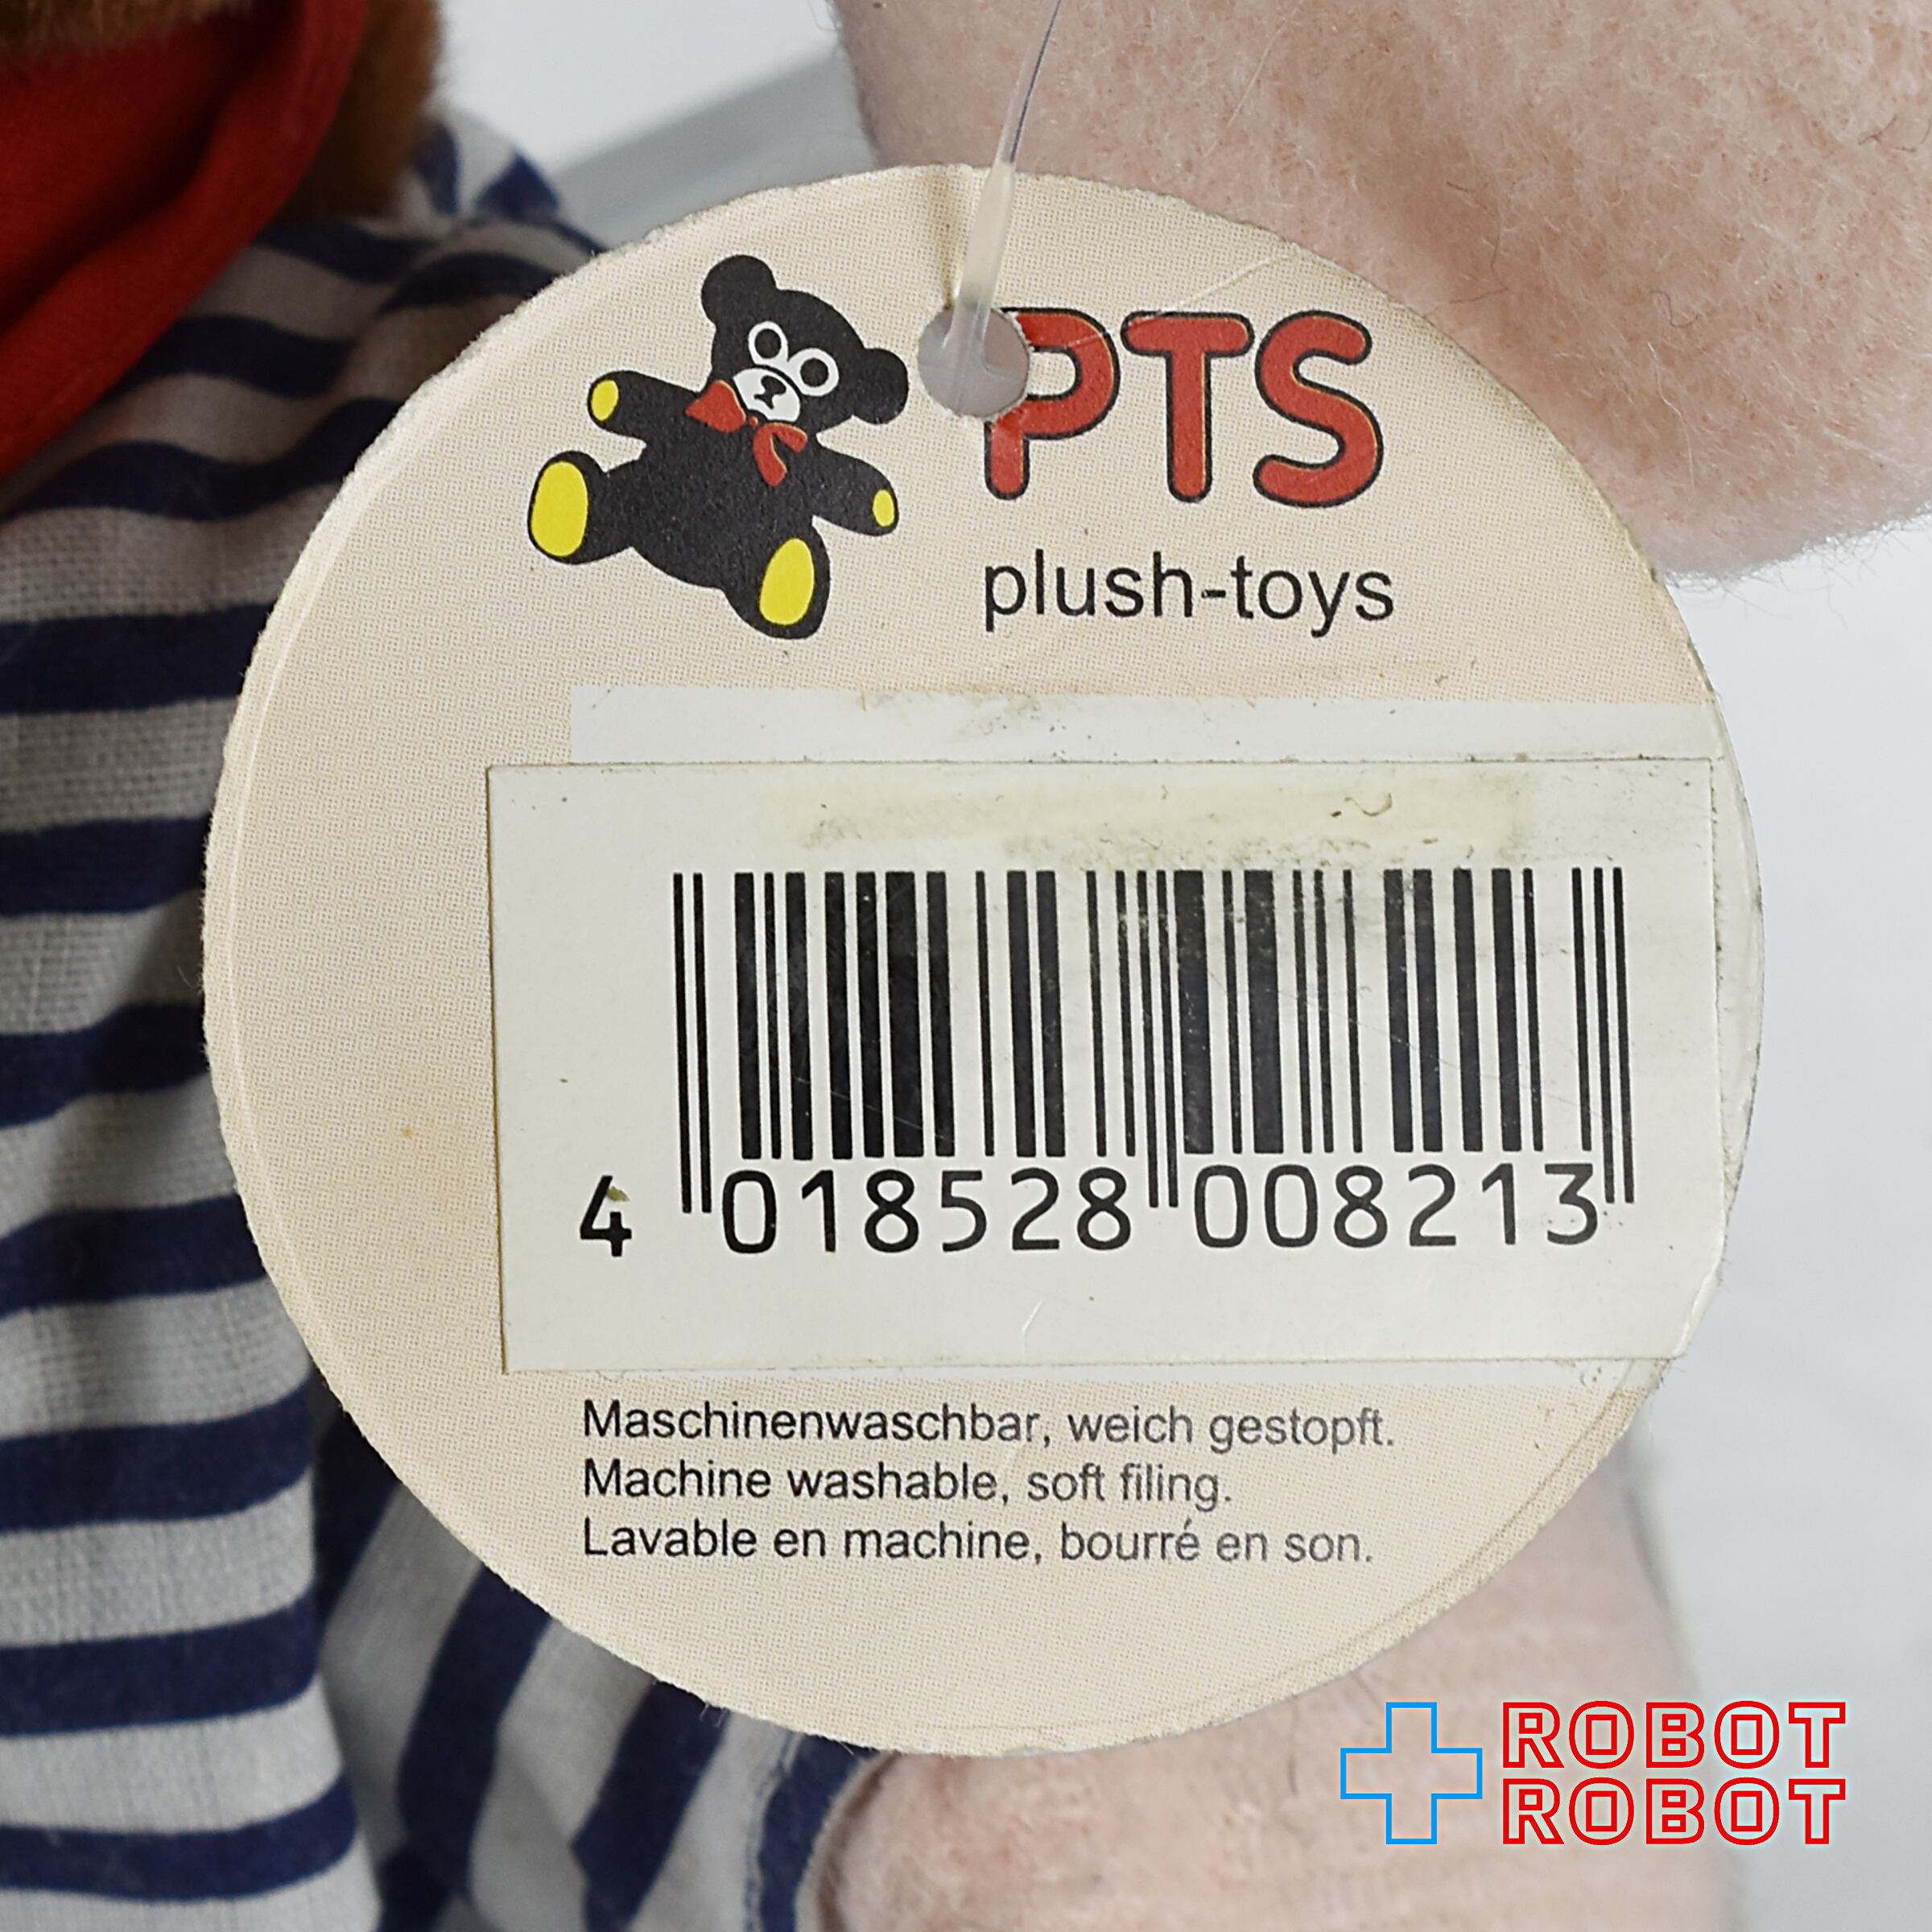 PTS
plush-toys
4 018528 008213
Maschinenwaschbar, weich gestopft.
Machine washable, soft filing.
Lavable en machine, bourré en son.
ROBOT
ROBOT